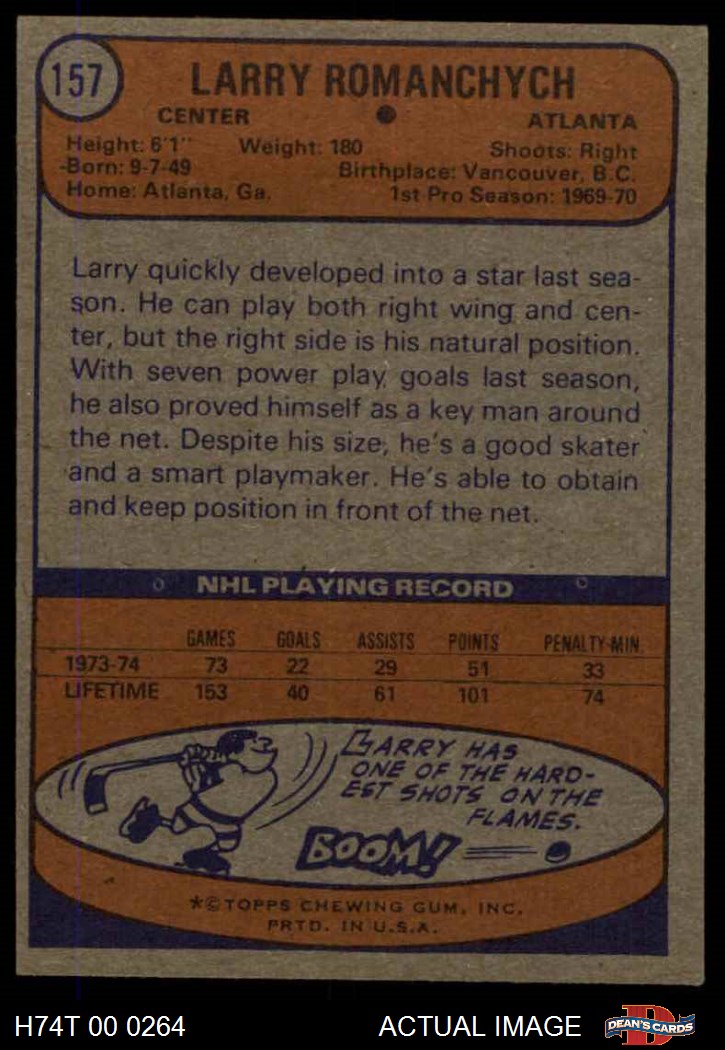 157
LARRY ROMANCHYCH
CENTER ATLANTA
Height: 6'1" Weight: 180 Shoots: Right
Born: 9-7-49 Birthplace: Vancouver, B.C.
Home: Atlanta, Ga. 1st Pro Season: 1969-70
Larry quickly developed into a star last sea-
son. He can play both right wing and cen-
ter, but the right side is his natural position.
With seven power play goals last season,
he also proved himself as a key man around
the net. Despite his size, he's a good skater
and a smart playmaker. He's able to obtain
and keep position in front of the net.
NHL PLAYING RECORD
GAMES GOALS ASSISTS POINTS PENALTY-MIN.
1973-74 73 22 29 51 33
LIFETIME 153 40 61 101 74
LARRY HAS
ONE OF THE HARD-
EST SHOTS ON THE
FLAMES.
BOOM!
*©TOPPS CHEWING GUM, INC.
PRTD. IN U.S.A.
H74T 00 0264 ACTUAL IMAGE
D
DEAN'S CARDS